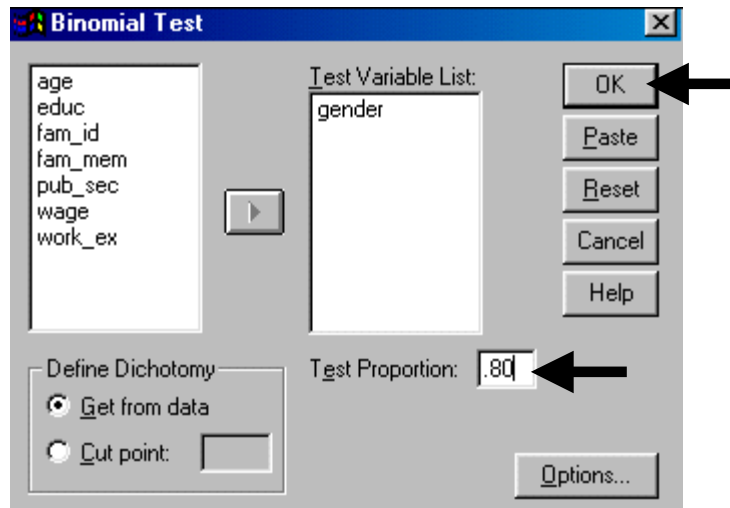 Binomial Test
age
educ
fam_id
fam_mem
pub_sec
wage
work_ex
Test Variable List:
gender
OK
Paste
Reset
Cancel
Help
Define Dichotomy
Get from data
Cut point:
Test Proportion: .80
Options...